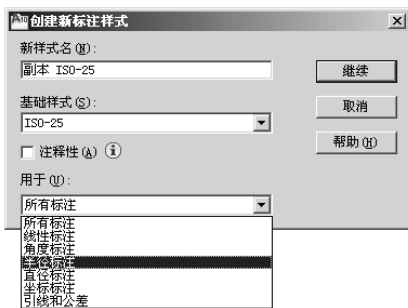 创建新标注样式
新样式名(N):
副本 ISO-25
继续
基础样式(S):
取消
ISO-25
注释性(A)
帮助(H)
用于(U):
所有标注
所有标注
线性标注
角度标注
半径标注
直径标注
坐标标注
引线和公差